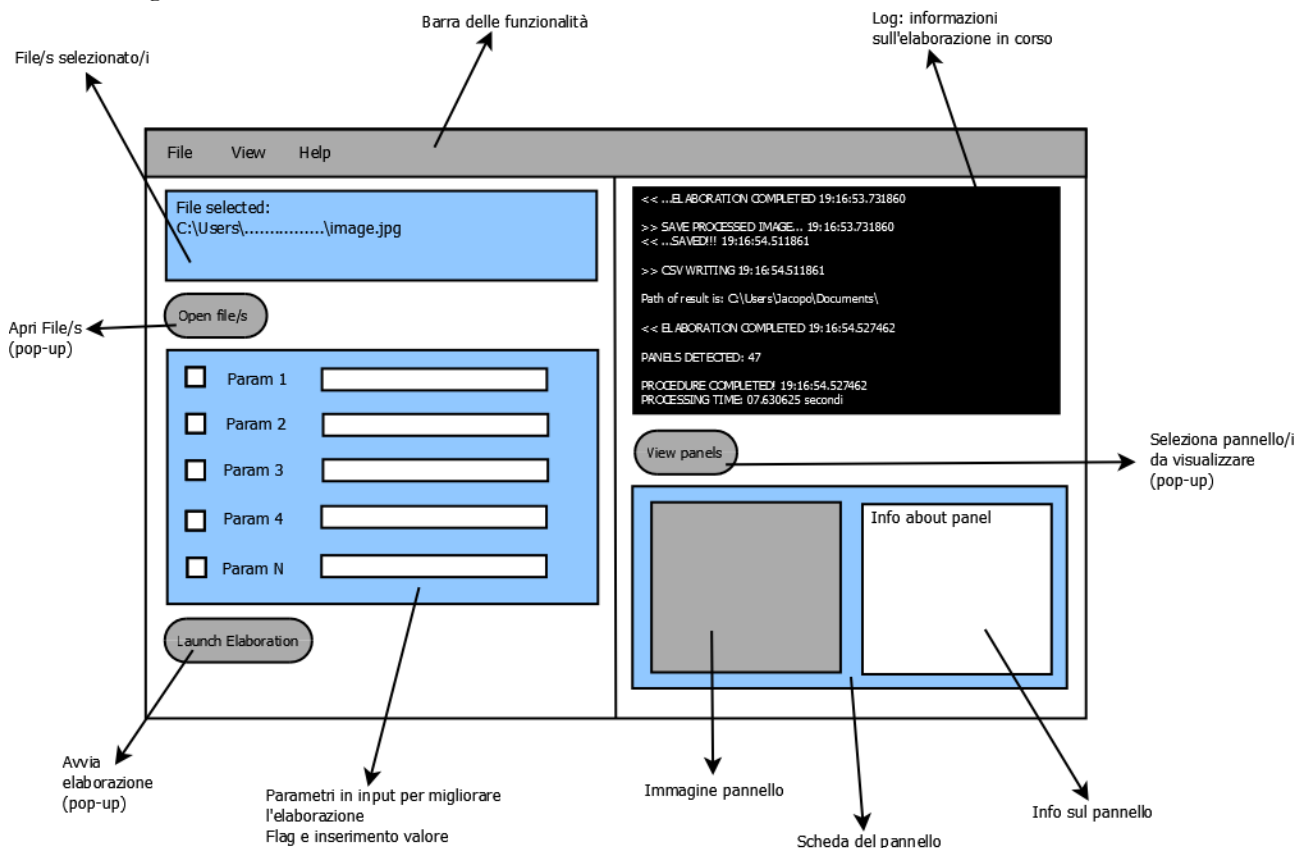 Barra delle funzionalità
Log: informazioni
sull'elaborazione in corso
File/s selezionato/i
File View Help
File selected:
C:\Users\................\image.jpg
Open file/s
Apri File/s
(pop-up)
Param 1
Param 2
Param 3
Param 4
Param N
Launch Elaboration
<< ...ELABORATION COMPLETED 19:16:53.731860
>> SAVE PROCESSED IMAGE... 19:16:53.731860
<< ...SAVED!!! 19:16:54.511861
>> CSV WRITING 19:16:54.511861
Path of result is: C:\Users\Jacopo\Documents\
<< ELABORATION COMPLETED 19:16:54.527462
PANELS DETECTED: 47
PROCEDURE COMPLETED! 19:16:54.527462
PROCESSING TIME: 07.630625 secondi
View panels
Seleziona pannello/i
da visualizzare
(pop-up)
Info about panel
Avvia
elaborazione
(pop-up)
Parametri in input per migliorare
l'elaborazione
Flag e inserimento valore
Immagine pannello
Scheda del pannello
Info sul pannello